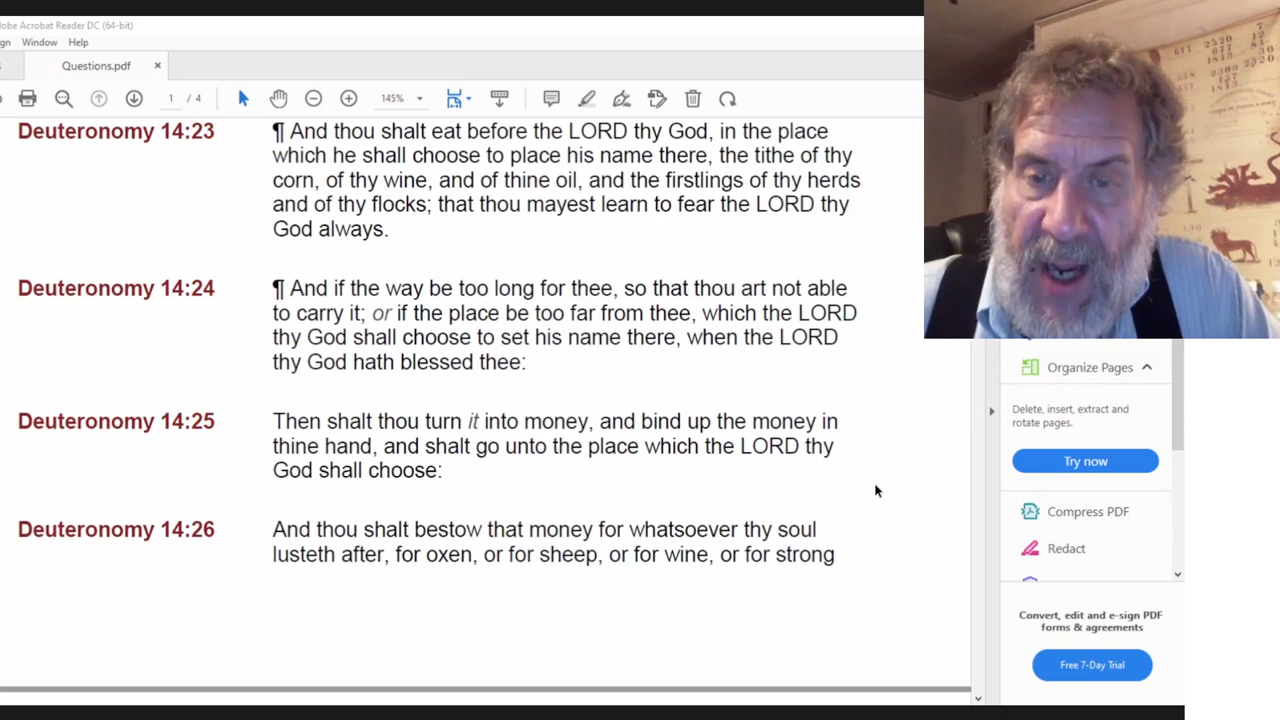 dobe Acrobat Reader DC (64-bit)
gn Window Help
Questions.pdf ×
1 / 4 145%
Deuteronomy 14:23 ¶ And thou shalt eat before the LORD thy God, in the place
which he shall choose to place his name there, the tithe of thy
corn, of thy wine, and of thine oil, and the firstlings of thy herds
and of thy flocks; that thou mayest learn to fear the LORD thy
God always.
Deuteronomy 14:24 ¶ And if the way be too long for thee, so that thou art not able
to carry it; or if the place be too far from thee, which the LORD
thy God shall choose to set his name there, when the LORD
thy God hath blessed thee:
Deuteronomy 14:25 Then shalt thou turn it into money, and bind up the money in
thine hand, and shalt go unto the place which the LORD thy
God shall choose:
Deuteronomy 14:26 And thou shalt bestow that money for whatsoever thy soul
lusteth after, for oxen, or for sheep, or for wine, or for strong
677 2520
1843
2520
2300
457
1843
Organize Pages
Delete, insert, extract and
rotate pages.
Try now
Compress PDF
Redact
Convert, edit and e-sign PDF
forms & agreements
Free 7-Day Trial